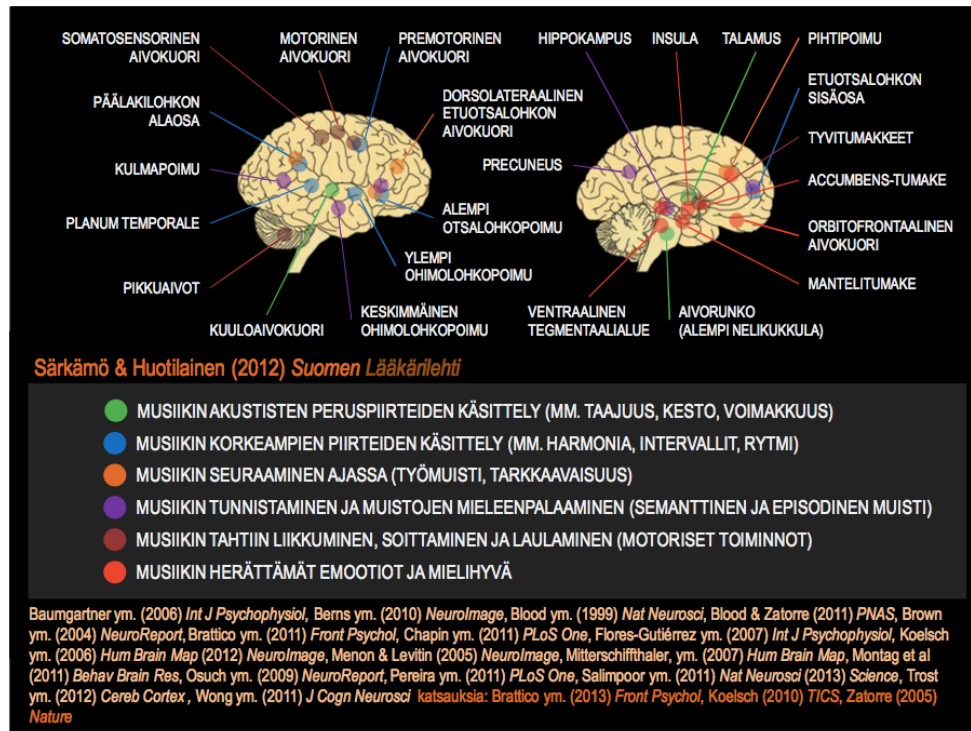 SOMATOSENSORINEN
AIVOKUORI
MOTORINEN
AIVOKUORI
PREMOTORINEN
AIVOKUORI
PÄÄLAKILOHKON
ALAOSA
DORSOLATERAALINEN
ETUOTSALOHKON
AIVOKUORI
KULMAPOIMU
PLANUM TEMPORALE
ALEMPI
OTSALOHKOPOIMU
YLEMPI
OHIMOLOHKOPOIMU
PIKKUAIVOT
KUULOAIVOKUORI
KESKIMMÄINEN
OHIMOLOHKOPOIMU
HIPPOKAMPUS
INSULA
TALAMUS
PIHTIPOIMU
ETUOTSALOHKON
SISÄOSA
TYVITUMAKKEET
PRECUNEUS
ACCUMBENS-TUMAKE
ORBITOFRONTAALINEN
AIVOKUORI
MANTELITUMAKE
VENTRAALINEN
TEGMENTAALIALUE
AIVORUNKO
(ALEMPI NELIKUKKULA)
Särkämö & Huotilainen (2012) Suomen Lääkärilehti
MUSIIKIN AKUSTISTEN PERUSPIIRTEIDEN KÄSITTELY (MM. TAAJUUS, KESTO, VOIMAKKUUS)
MUSIIKIN KORKEAMPIEN PIIRTEIDEN KÄSITTELY (MM. HARMONIA, INTERVALLIT, RYTMI)
MUSIIKIN SEURAAMINEN AJASSA (TYÖMUISTI, TARKKAAVAISUUS)
MUSIIKIN TUNNISTAMINEN JA MUISTOJEN MIELEENPALAAMINEN (SEMANTTINEN JA EPISODINEN MUISTI)
MUSIIKIN TAHTIIN LIIKKUMINEN, SOITTAMINEN JA LAULAMINEN (MOTORISET TOIMINNOT)
MUSIIKIN HERÄTTÄMÄT EMOOTIOT JA MIELIHYVÄ
Baumgartner ym. (2006) Int J Psychophysiol, Berns ym. (2010) NeuroImage, Blood ym. (1999) Nat Neurosci, Blood & Zatorre (2011) PNAS, Brown
ym. (2004) NeuroReport, Brattico ym. (2011) Front Psychol, Chapin ym. (2011) PLoS One, Flores-Gutiérrez ym. (2007) Int J Psychophysiol, Koelsch
ym. (2006) Hum Brain Map (2012) NeuroImage, Menon & Levitin (2005) NeuroImage, Mitterschiffthaler, ym. (2007) Hum Brain Map, Montag et al
(2011) Behav Brain Res, Osuch ym. (2009) NeuroReport, Pereira ym. (2011) PLoS One, Salimpoor ym. (2011) Nat Neurosci (2013) Science, Trost
ym. (2012) Cereb Cortex , Wong ym. (2011) J Cogn Neurosci katsauksia: Brattico ym. (2013) Front Psychol, Koelsch (2010) TICS, Zatorre (2005)
Nature